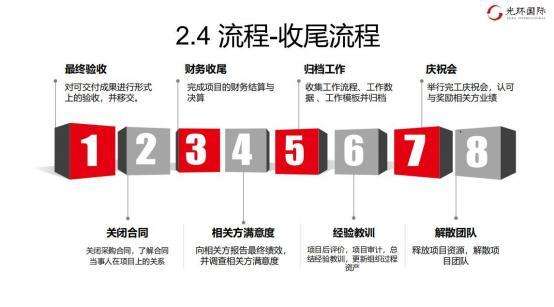 光环国际
2.4 流程-收尾流程
最终验收
对可交付成果进行形式
上的验收，并移交。
财务收尾
完成项目的财务结算与
决算
归档工作
收集工作流程、工作数
据 、工作模板并归档
庆祝会
举行完工庆祝会，认可
与奖励相关方业绩
1 2 3 4 5 6 7 8
关闭合同
关闭采购合同，了解合同
当事人在项目上的关系
相关方满意度
向相关方报告最终绩效，
并调查相关方满意度
经验教训
项目后评价，项目审计，总
结经验教训，更新组织过程
资产
解散团队
释放项目资源，解散项
目团队